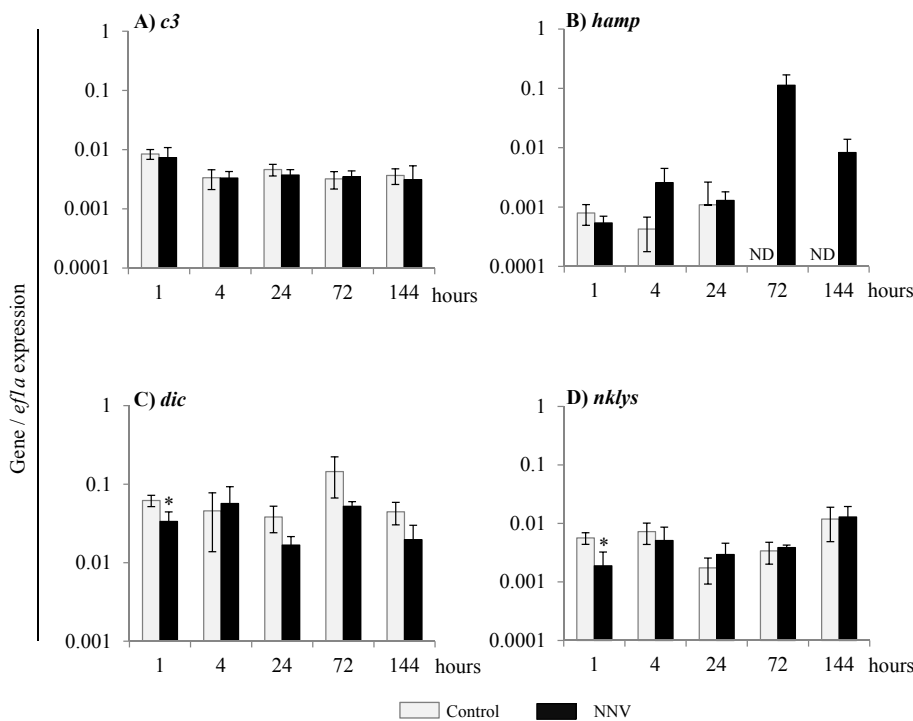 A) c3
1
0.1
0.01
0.001
0.0001
1 4 24 72 144 hours
B) hamp
1
0.1
0.01
0.001
0.0001
ND ND
1 4 24 72 144 hours
Gene / ef1a expression
C) dic
1
0.1
0.01
0.001
*
1 4 24 72 144 hours
D) nklys
1
0.1
0.01
0.001
0.0001
*
1 4 24 72 144 hours
Control NNV